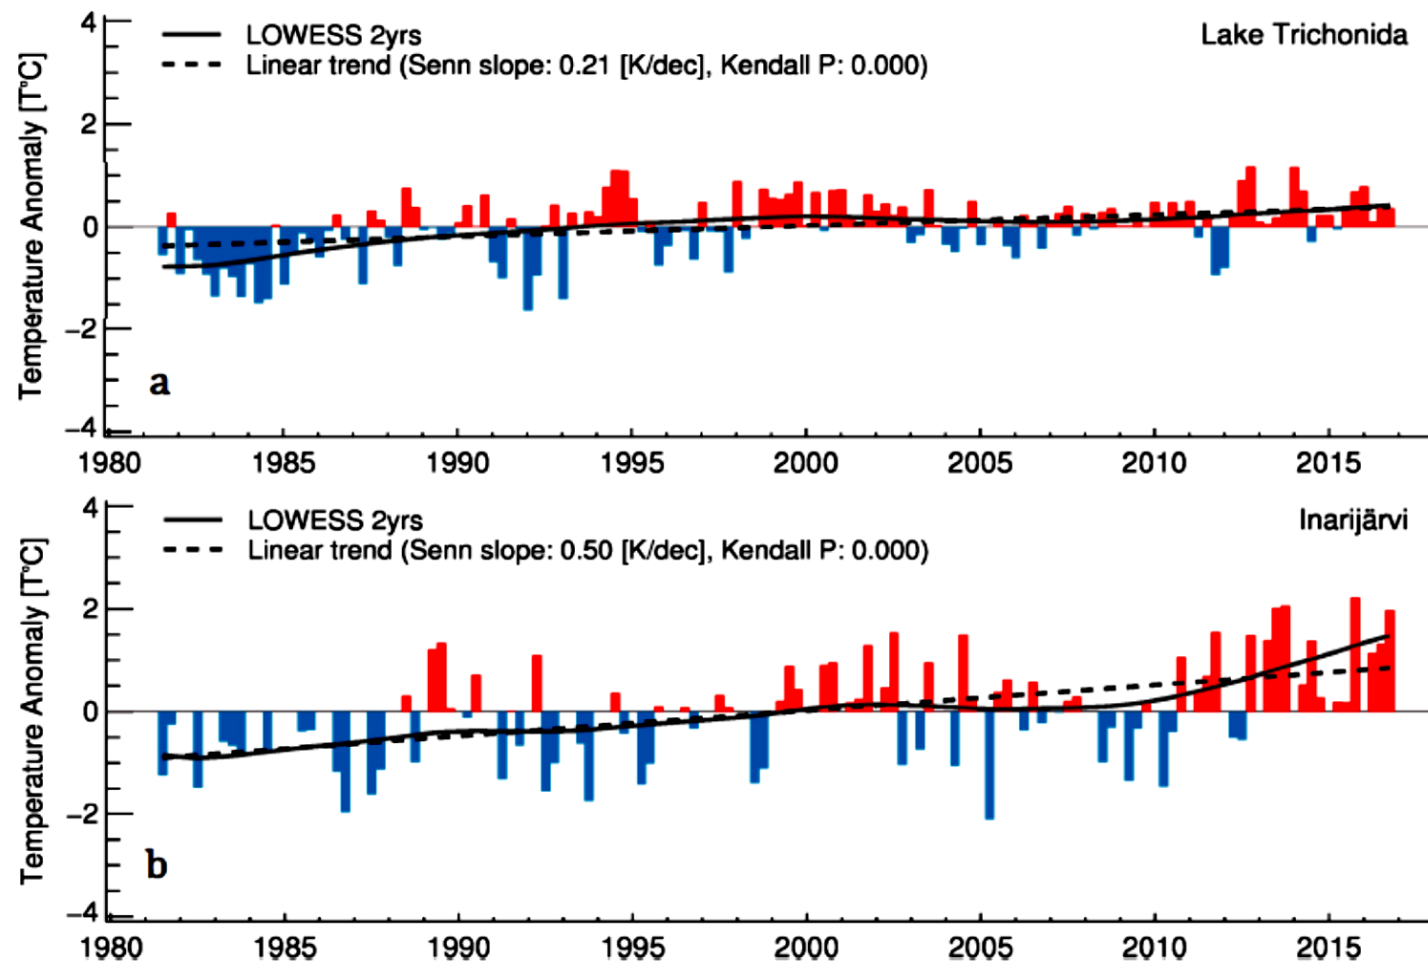 4
LOWESS 2yrs
Lake Trichonida
Linear trend (Senn slope: 0.21 [K/dec], Kendall P: 0.000)
Temperature Anomaly [T°C]
2
0
−2
a
−4
1980 1985 1990 1995 2000 2005 2010 2015
4
LOWESS 2yrs
Inarijärvi
Linear trend (Senn slope: 0.50 [K/dec], Kendall P: 0.000)
Temperature Anomaly [T°C]
2
0
−2
b
−4
1980 1985 1990 1995 2000 2005 2010 2015